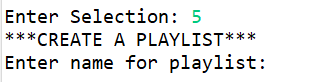 Enter Selection: 5
***CREATE A PLAYLIST***
Enter name for playlist: